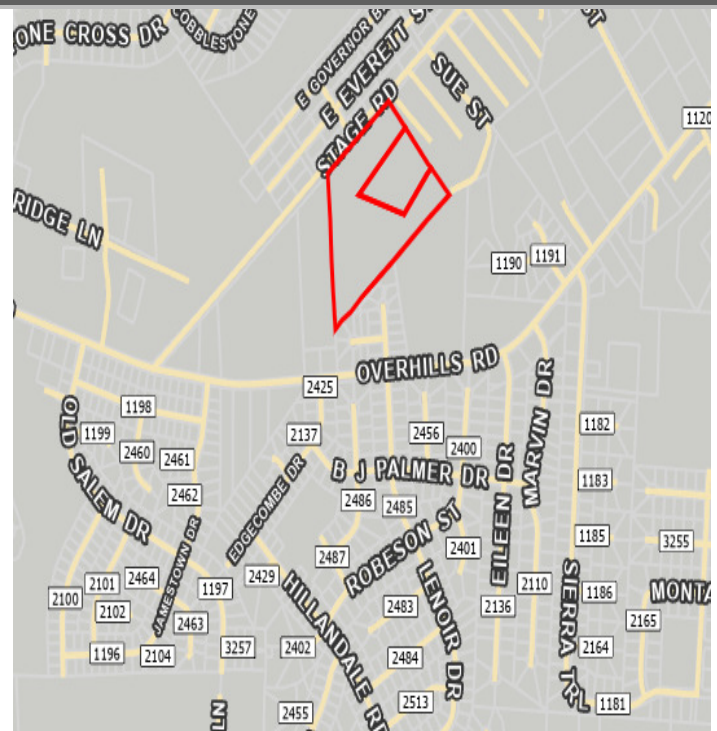 ONE CROSS DR
COBBLESTONE
E GOVERNOR
E EVERETT
STAGE RD
SUE ST
ST
1120
RIDGE LN
1190
1191
OVERHILLS RD
2425
1198
1199
2460
2461
2462
OLD SALEM DR
2137
2456
2400
B J PALMER DR
MARVIN DR
EILEEN DR
1182
1183
1185
3255
EDGECOMBE DR
2486
2485
ROBESON ST
2401
2487
JAMESTOWN DR
2101
2464
1197
2429
2100
2102
2463
HILLANDALE RD
2483
LENOIR DR
2136
2110
SIERRA TRL
1186
MONTA
2165
1196
2104
3257
2402
2484
2164
2455
2513
1181
LN